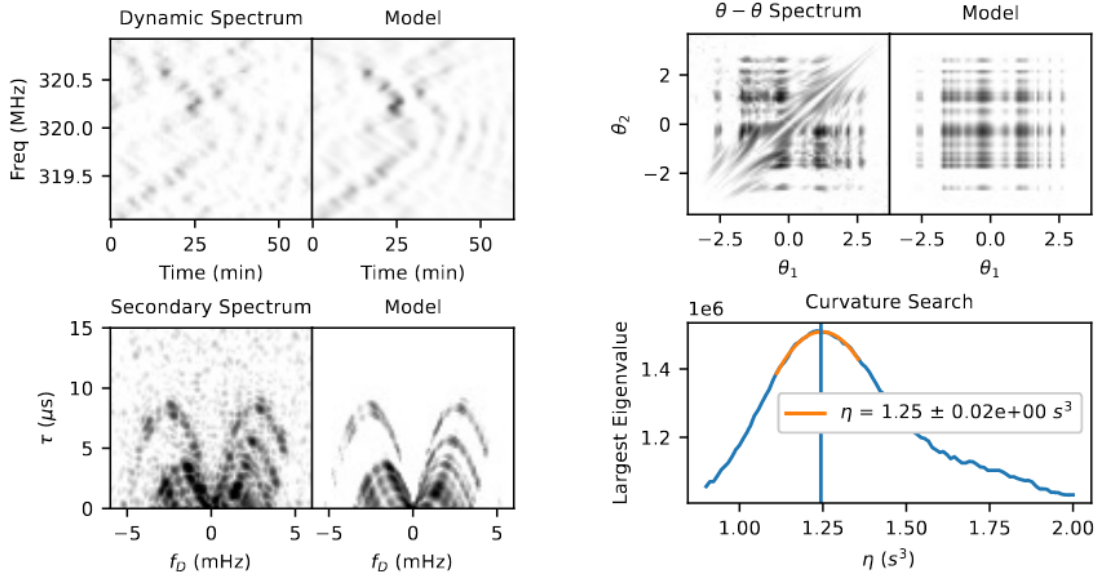 Dynamic Spectrum
Model
Freq (MHz)
320.5
320.0
319.5
0
25
50
0
25
50
Time (min)
Time (min)
θ − θ Spectrum
Model
θ₂
2
0
−2
−2.5
0.0
2.5
−2.5
0.0
2.5
θ₁
θ₁
Secondary Spectrum
Model
τ (μs)
15
10
5
0
−5
0
5
−5
0
5
f_D (mHz)
f_D (mHz)
Curvature Search
1e6
Largest Eigenvalue
1.4
1.2
1.0
η = 1.25 ± 0.02e+00 s³
1.00
1.25
1.50
1.75
2.00
η (s³)